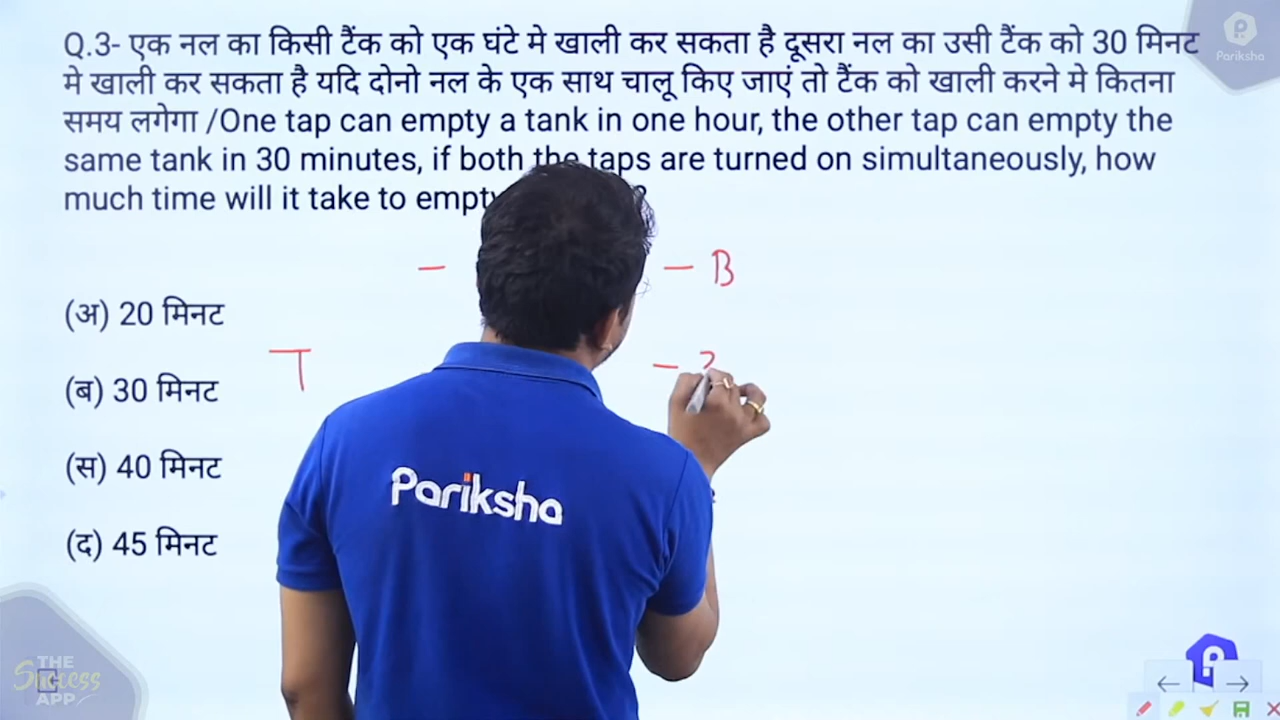 Pariksha
Q.3- एक नल का किसी टैंक को एक घंटे मे खाली कर सकता है दूसरा नल का उसी टैंक को 30 मिनट
मे खाली कर सकता है यदि दोनो नल के एक साथ चालू किए जाएं तो टैंक को खाली करने मे कितना
समय लगेगा /One tap can empty a tank in one hour, the other tap can empty the
same tank in 30 minutes, if both the taps are turned on simultaneously, how
much time will it take to empty
– – B
(अ) 20 मिनट
T –
(ब) 30 मिनट
(स) 40 मिनट
Pariksha
(द) 45 मिनट
THE
Success
APP